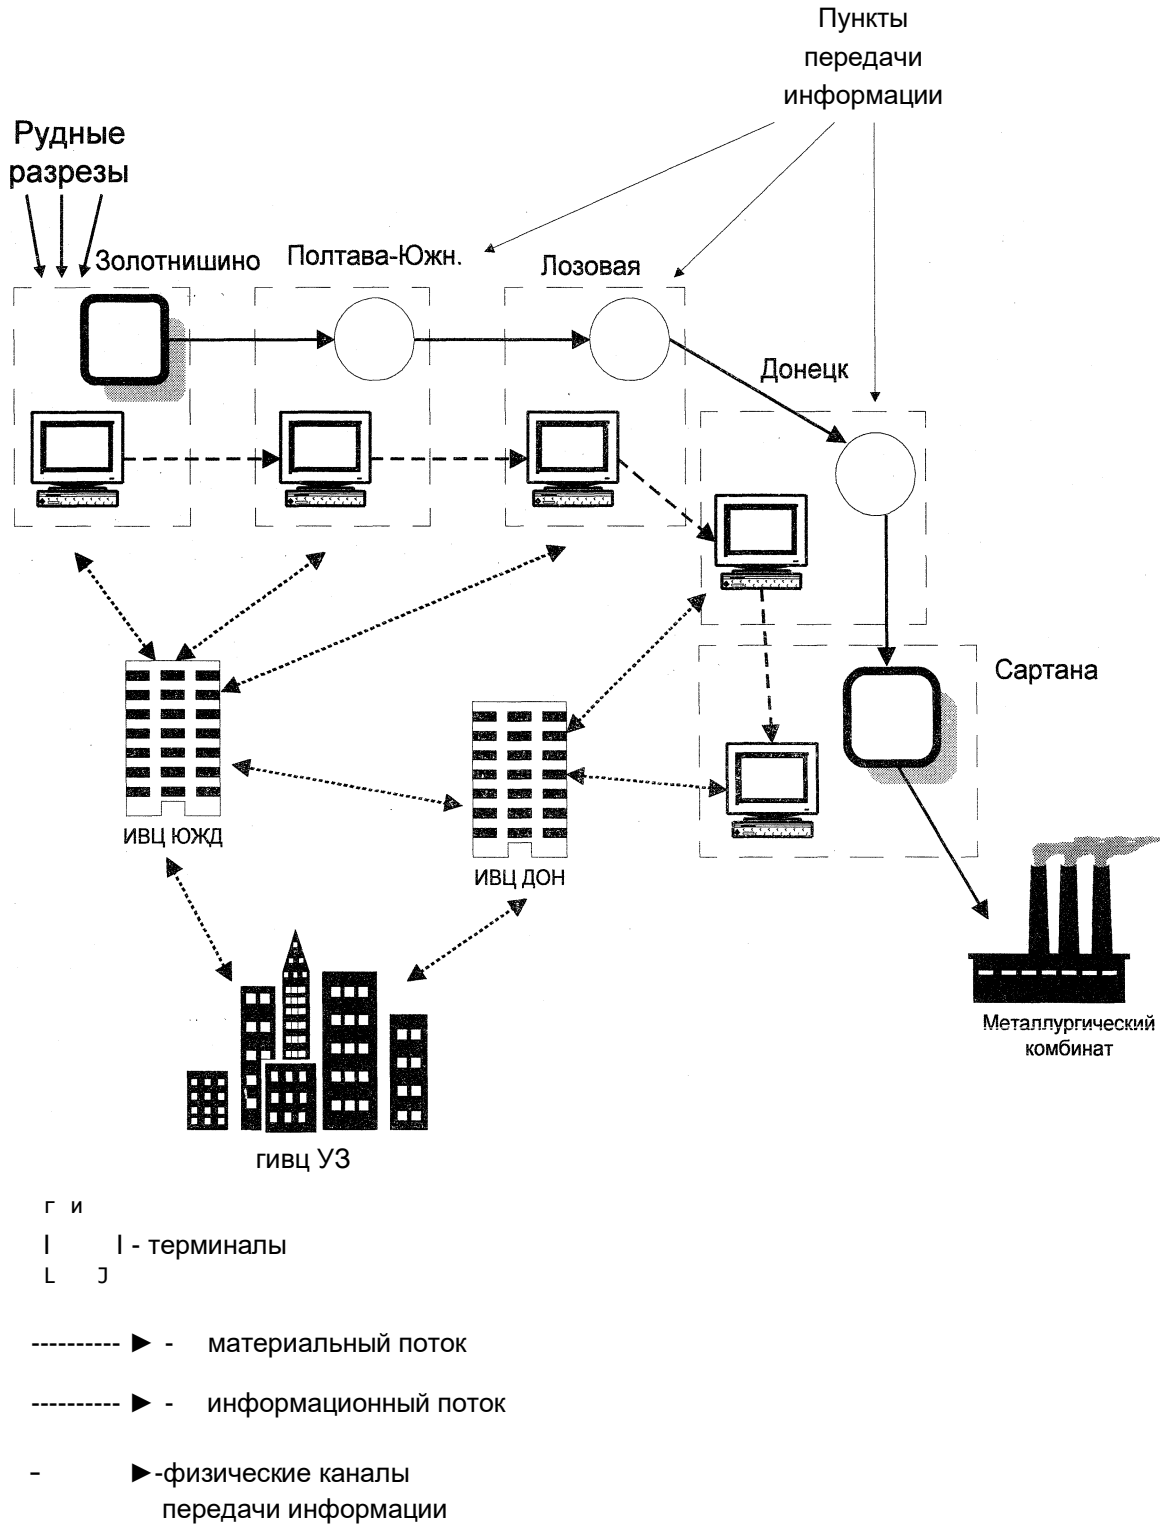 Пункты
передачи
информации
Рудные
разрезы
Золотнишино
Полтава-Южн.
Лозовая
Донецк
Сартана
ИВЦ ЮЖД
ИВЦ ДОН
Металлургический
комбинат
гивц УЗ
г и
I I - терминалы
L J
---------- ► - материальный поток
---------- ► - информационный поток
- ►-физические каналы
передачи информации